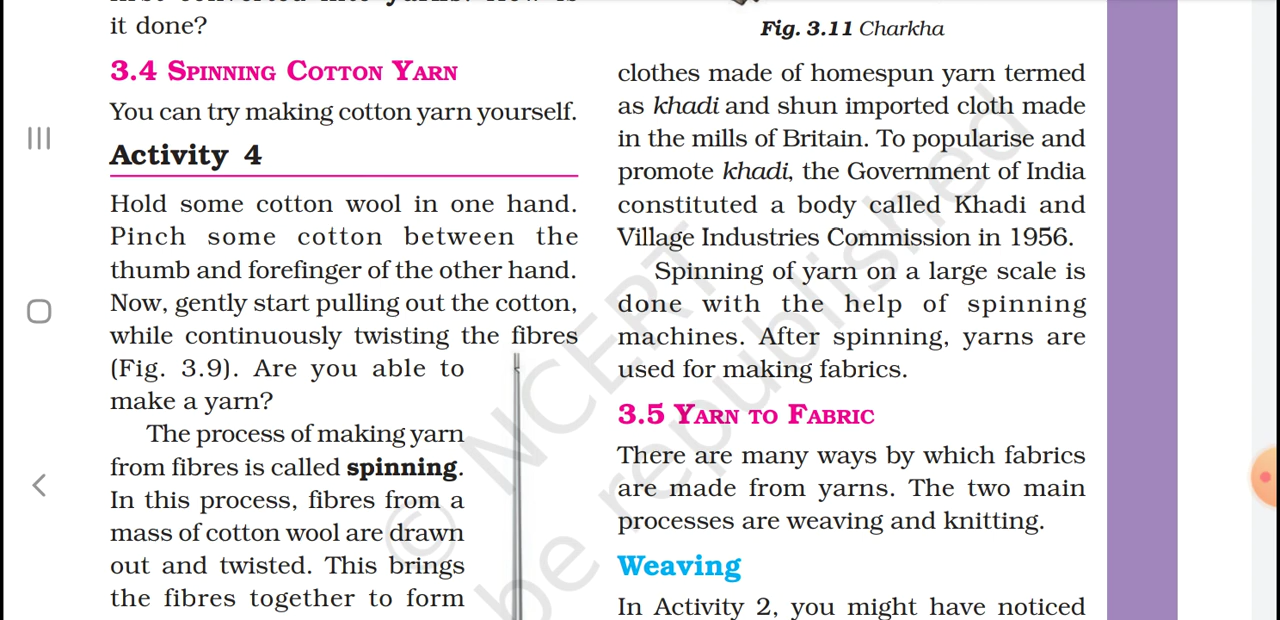 it done?
3.4 SPINNING COTTON YARN
You can try making cotton yarn yourself.
Activity 4
Hold some cotton wool in one hand.
Pinch some cotton between the
thumb and forefinger of the other hand.
Now, gently start pulling out the cotton,
while continuously twisting the fibres
(Fig. 3.9). Are you able to
make a yarn?
The process of making yarn
from fibres is called spinning.
In this process, fibres from a
mass of cotton wool are drawn
out and twisted. This brings
the fibres together to form
Fig. 3.11 Charkha
clothes made of homespun yarn termed
as khadi and shun imported cloth made
in the mills of Britain. To popularise and
promote khadi, the Government of India
constituted a body called Khadi and
Village Industries Commission in 1956.
Spinning of yarn on a large scale is
done with the help of spinning
machines. After spinning, yarns are
used for making fabrics.
3.5 YARN TO FABRIC
There are many ways by which fabrics
are made from yarns. The two main
processes are weaving and knitting.
Weaving
In Activity 2, you might have noticed
© NCERT
be republished